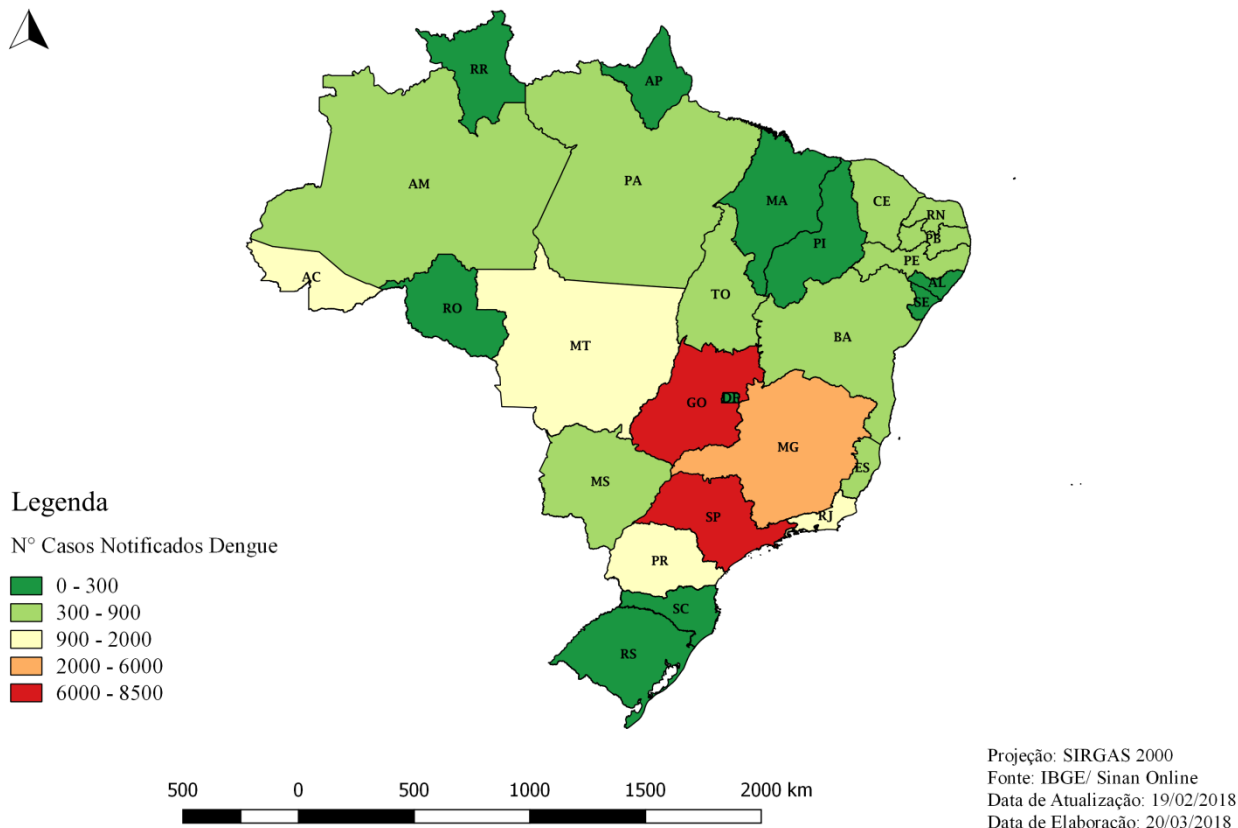 RR
AP
AM
PA
MA
CE
RN
PB
PI
PE
AC
AL
TO
SE
RO
BA
MT
GO
DF
MG
MS
ES
SP
RJ
PR
SC
RS
Legenda
N° Casos Notificados Dengue
0 - 300
300 - 900
900 - 2000
2000 - 6000
6000 - 8500
500 0 500 1000 1500 2000 km
Projeção: SIRGAS 2000
Fonte: IBGE/ Sinan Online
Data de Atualização: 19/02/2018
Data de Elaboração: 20/03/2018